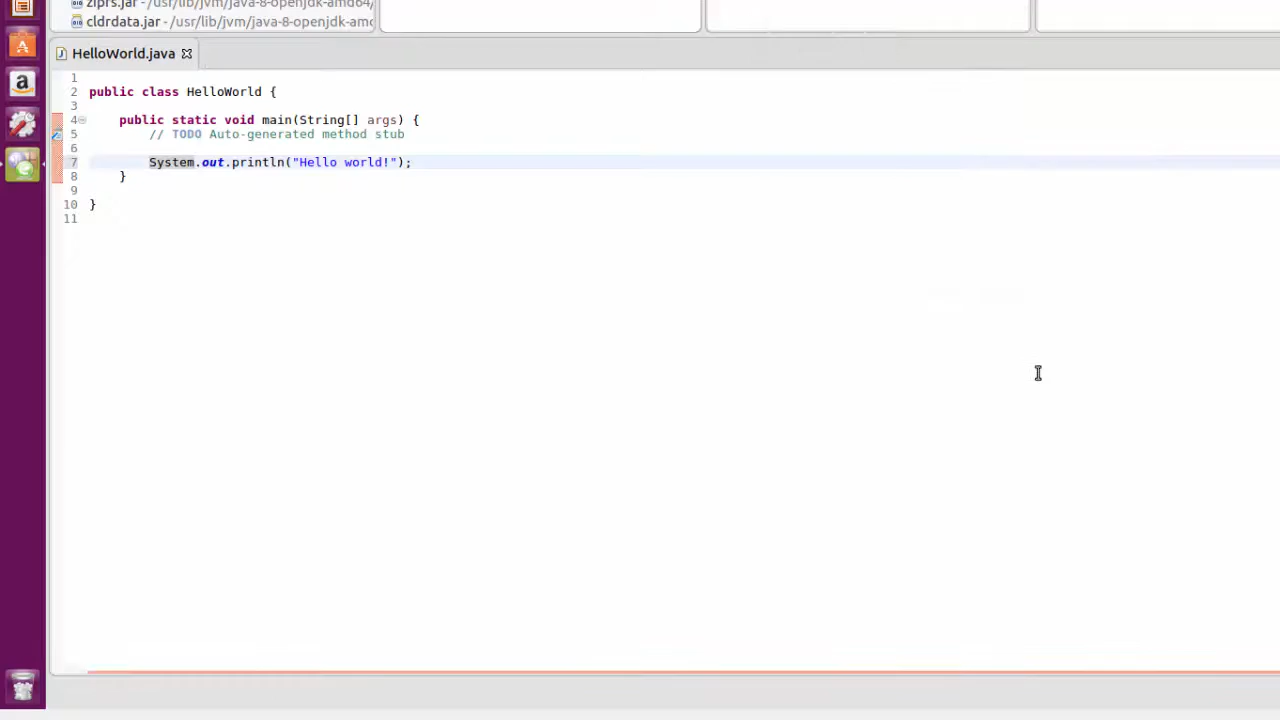 ziprs.jar - /usr/lib/jvm/java-8-openjdk-amd64/
cldrdata.jar - /usr/lib/jvm/java-8-openjdk-amd
HelloWorld.java
1
2 public class HelloWorld {
3
4 public static void main(String[] args) {
5 // TODO Auto-generated method stub
6
7 System.out.println("Hello world!");
8 }
9
10 }
11